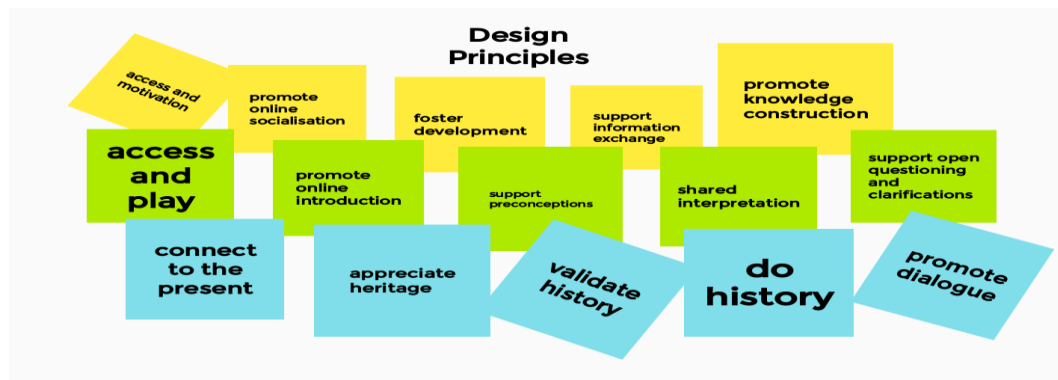 Design
Principles
access and
motivation
promote
online
socialisation
foster
development
support
information
exchange
promote
knowledge
construction
access
and
play
promote
online
introduction
support
preconceptions
shared
interpretation
support open
questioning
and
clarifications
connect
to the
present
appreciate
heritage
validate
history
do
history
promote
dialogue